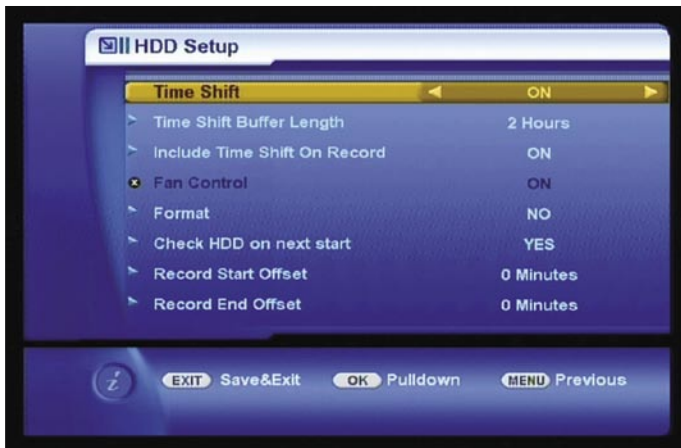 HDD Setup
Time Shift ON
Time Shift Buffer Length 2 Hours
Include Time Shift On Record ON
Fan Control ON
Format NO
Check HDD on next start YES
Record Start Offset 0 Minutes
Record End Offset 0 Minutes
i EXIT Save&Exit OK Pulldown MENU Previous